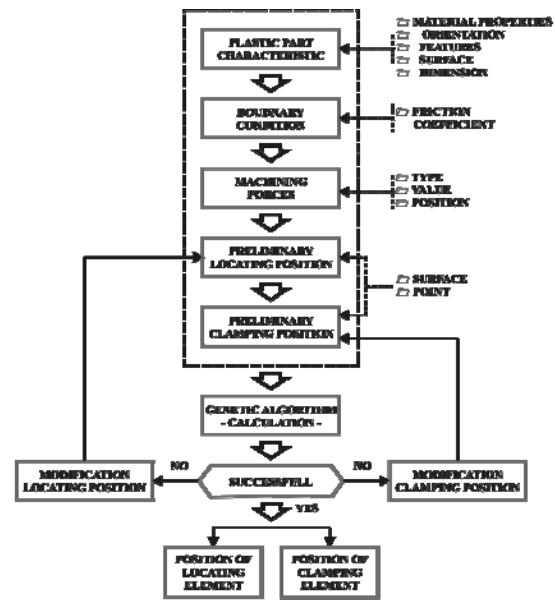 PLASTIC PART
CHARACTERISTIC
MATERIAL PROPERTIES
ORIENTATION
FEATURES
SURFACE
DIMENSION
BOUDNARY
CONDITION
FRICTION
COEFFICIENT
MACHINING
FORCES
TYPE
VALUE
POSITION
PRELIMINARY
LOCATING POSITION
SURFACE
POINT
PRELIMINARY
CLAMPING POSITION
GENETIC ALGORITHM
- CALCULATION -
MODIFICATION
LOCATING POSITION
NO
SUCCESSFELL
NO
MODIFICATION
CLAMPING POSITION
YES
POSITION OF
LOCATING
ELEMENT
POSITION OF
CLAMPING
ELEMENT